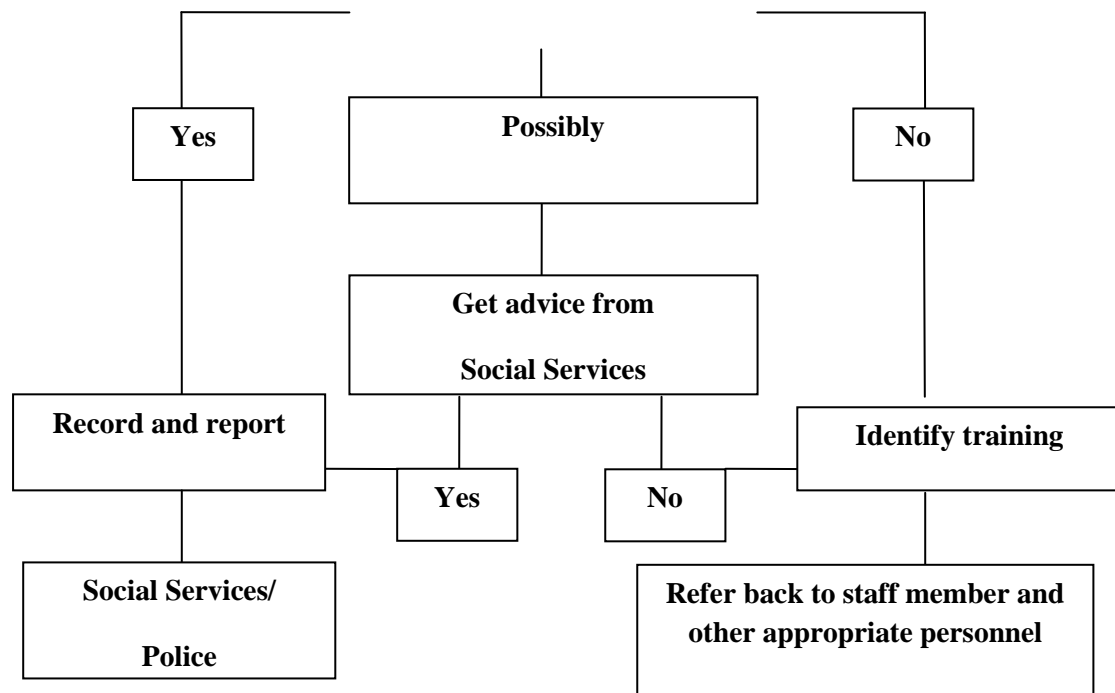 Yes
Possibly
No
Get advice from
Social Services
Record and report
Identify training
Yes
No
Social Services/
Police
Refer back to staff member and
other appropriate personnel